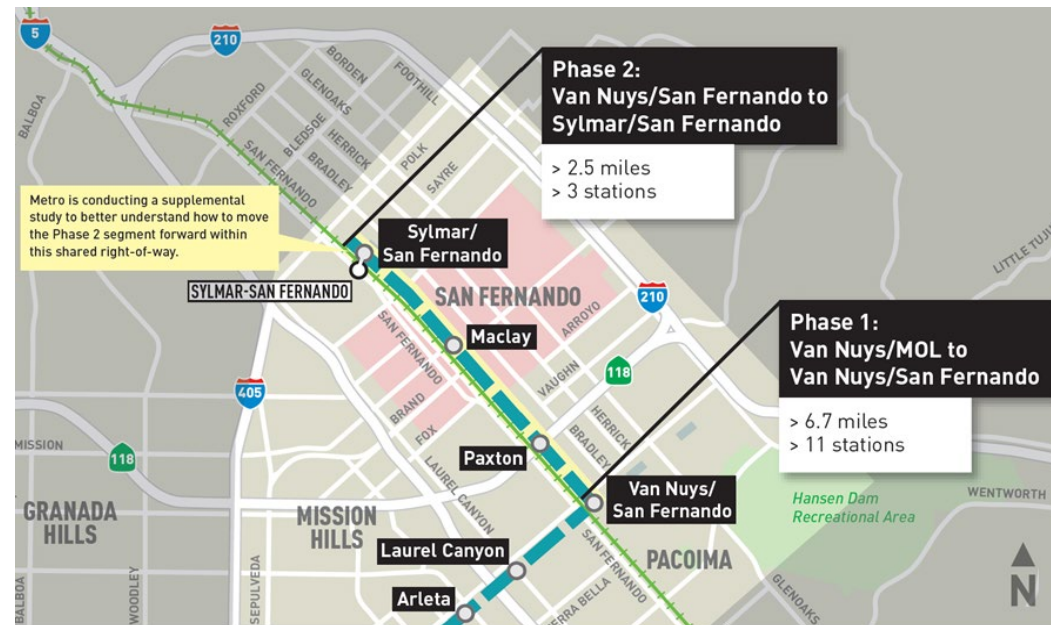 5
210
BALBOA
ROXFORD
BORDEN
GLENOAKS
FOOTHILL
BLEDSOE
HERRICK
BRADLEY
SAN FERNANDO
POLK
SAYRE
Phase 2:
Van Nuys/San Fernando to
Sylmar/San Fernando
> 2.5 miles
> 3 stations
Metro is conducting a supplemental
study to better understand how to move
the Phase 2 segment forward within
this shared right-of-way.
Sylmar/
San Fernando
SYLMAR-SAN FERNANDO
SAN FERNANDO
210
ARROYO
Maclay
SAN FERNANDO
LITTLE TUJU
Phase 1:
Van Nuys/MOL to
Van Nuys/San Fernando
> 6.7 miles
> 11 stations
118
VAUGHN
405
BRAND
FOX
HERRICK
BRADLEY
MISSION
118
Paxton
LAUREL CANYON
Van Nuys/
San Fernando
Hansen Dam
Recreational Area
WENTWORTH
GRANADA
HILLS
MISSION
HILLS
SAN FERNANDO
PACOIMA
Laurel Canyon
Arleta
BALBOA
WOODLEY
SEPULVEDA
ERRA BELLA
GLENOAKS
N